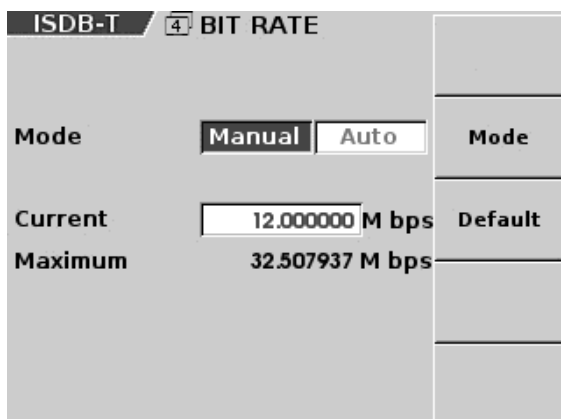 ISDB-T 4 BIT RATE
Mode Manual Auto Mode
Current 12.000000 M bps Default
Maximum 32.507937 M bps